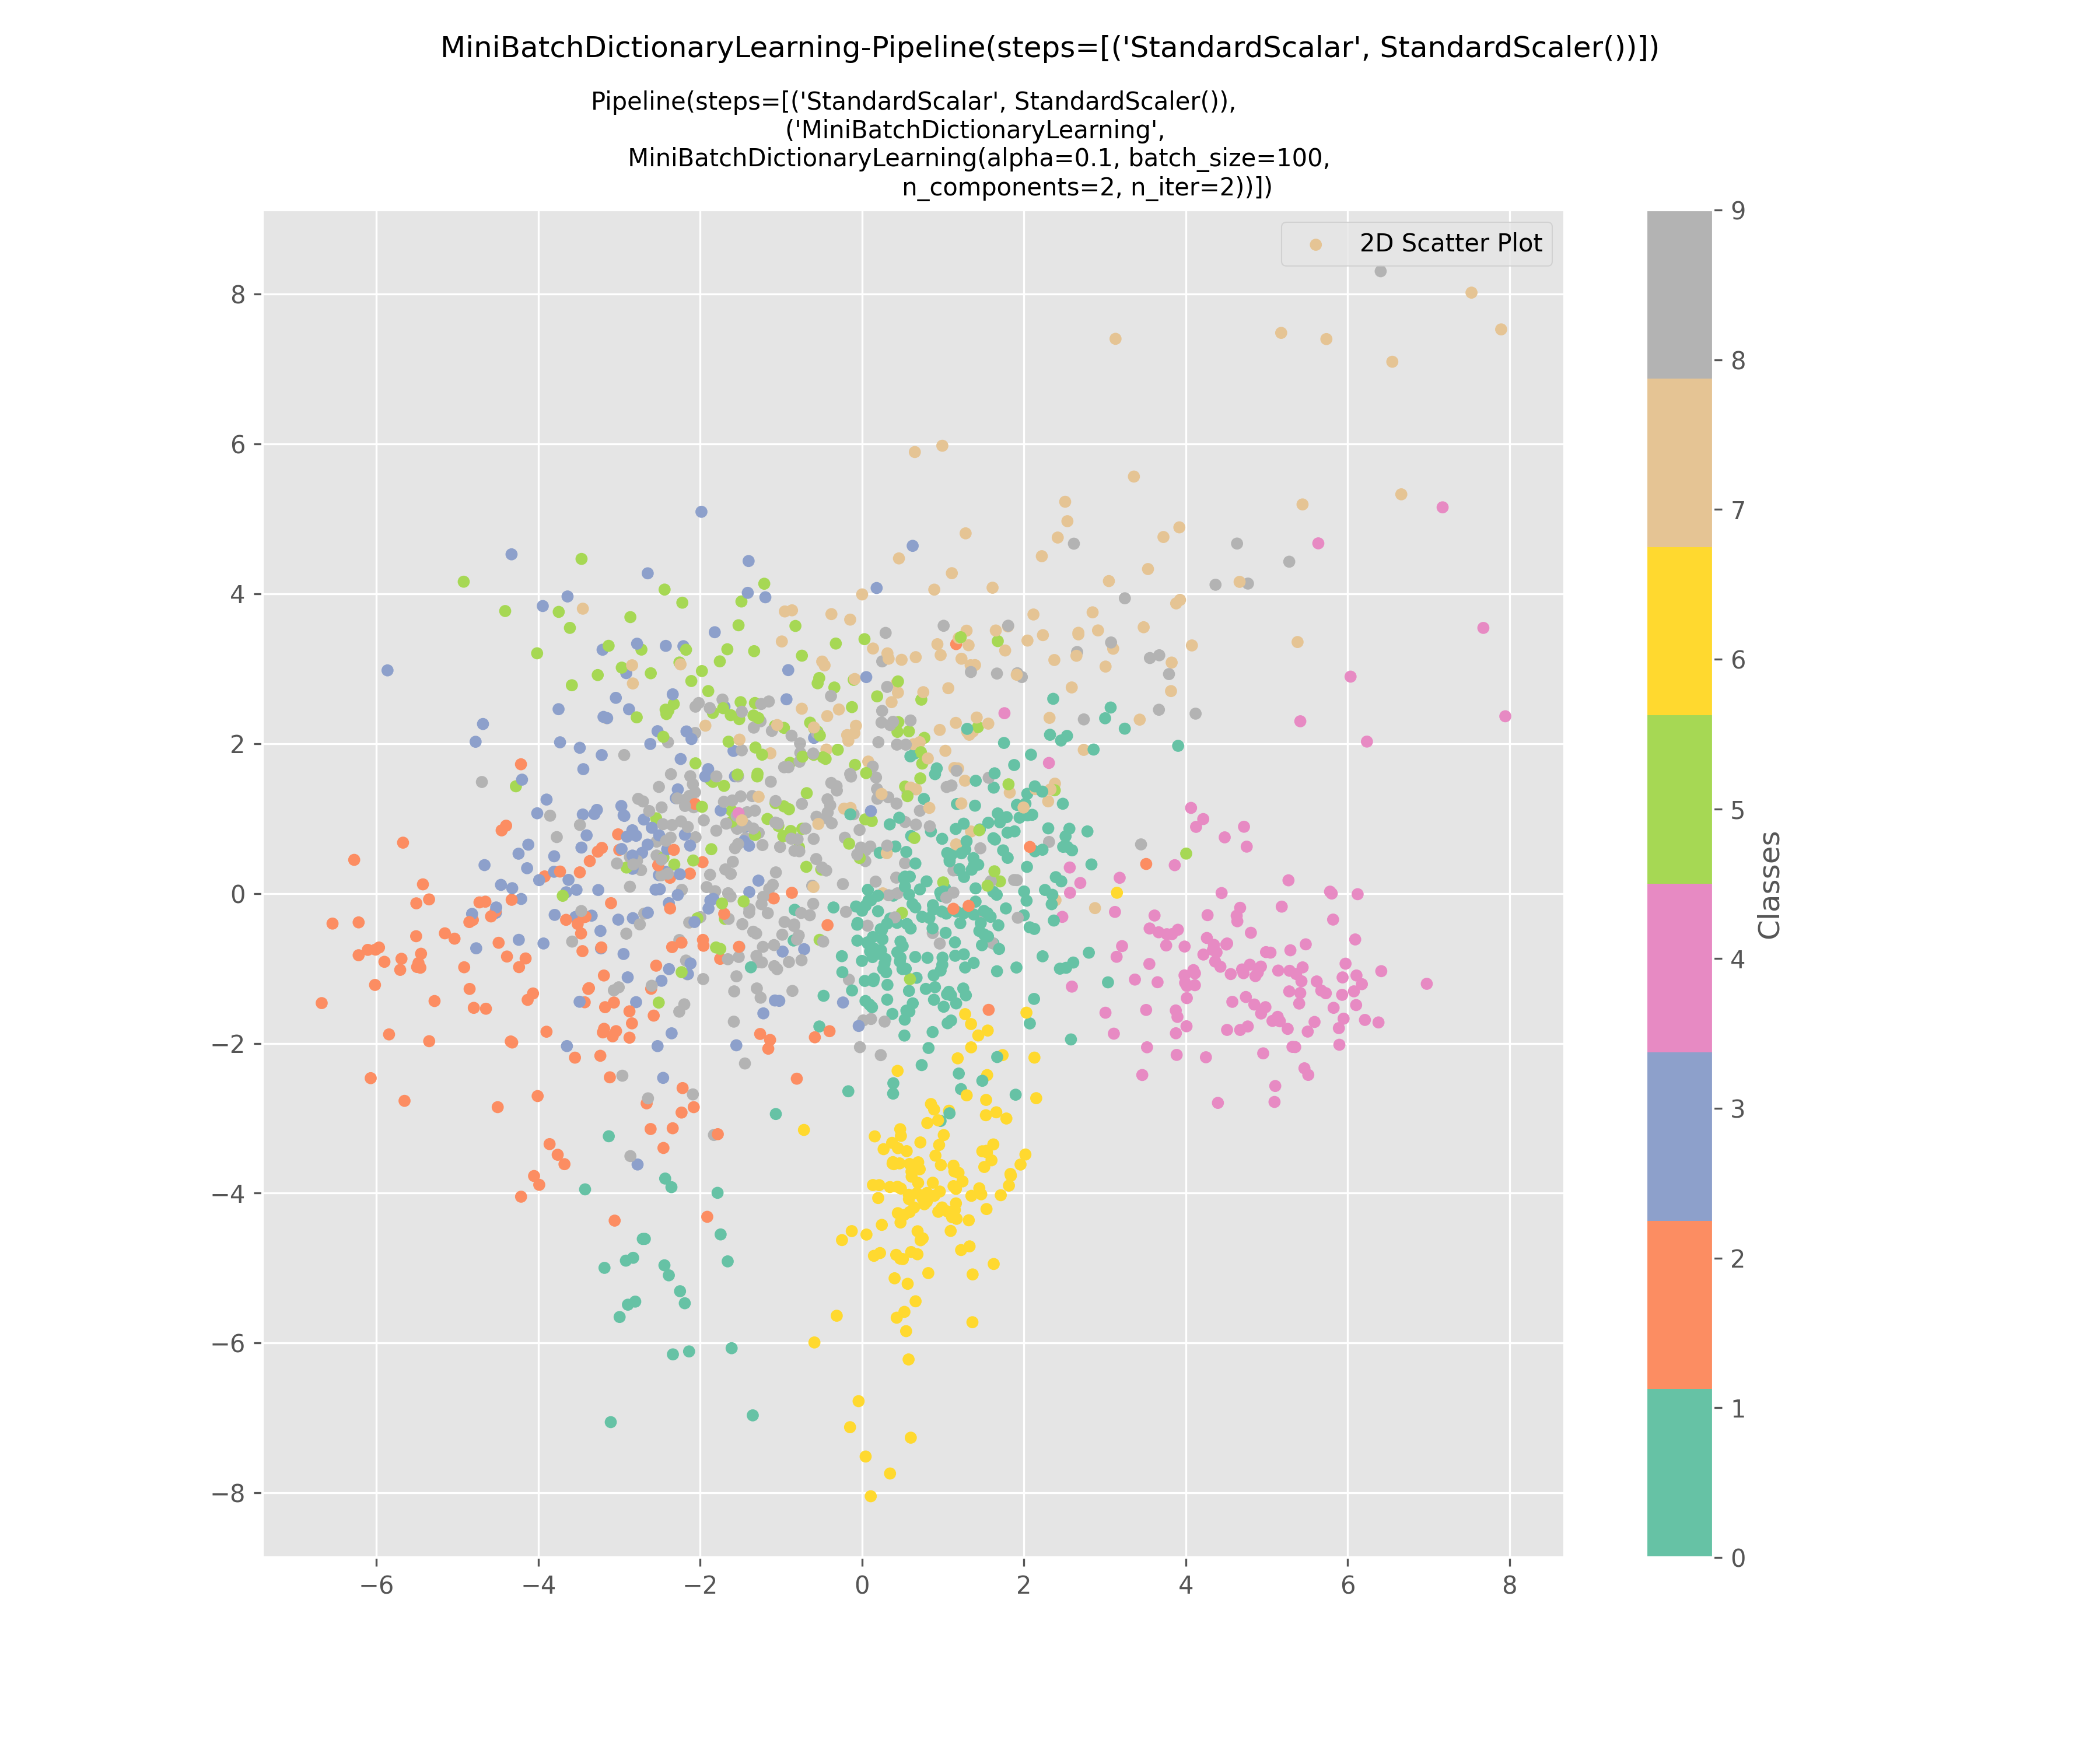 MiniBatchDictionaryLearning-Pipeline(steps=[('StandardScalar', StandardScaler())])
Pipeline(steps=[('StandardScalar', StandardScaler()),
('MiniBatchDictionaryLearning',
MiniBatchDictionaryLearning(alpha=0.1, batch_size=100,
n_components=2, n_iter=2))])
2D Scatter Plot
8
6
4
2
0
−2
−4
−6
−8
−6 −4 −2 0 2 4 6 8
9
8
7
6
5
4
3
2
1
0
Classes